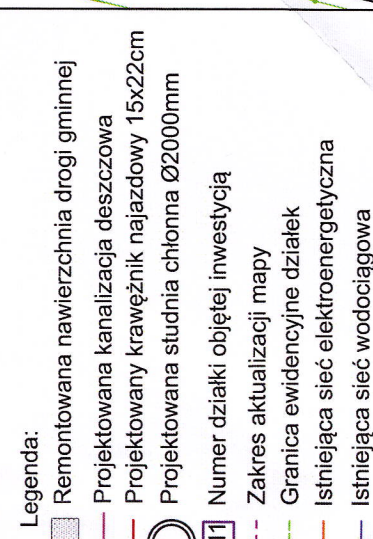 Legenda:
Remontowana nawierzchnia drogi gminnej
Projektowana kanalizacja deszczowa
Projektowany krawężnik najazdowy 15x22cm
Projektowana studnia chłonna Ø2000mm
Numer działki objętej inwestycją
Zakres aktualizacji mapy
Granica ewidencyjne działek
Istniejąca sieć elektroenergetyczna
Istniejąca sieć wodociągowa